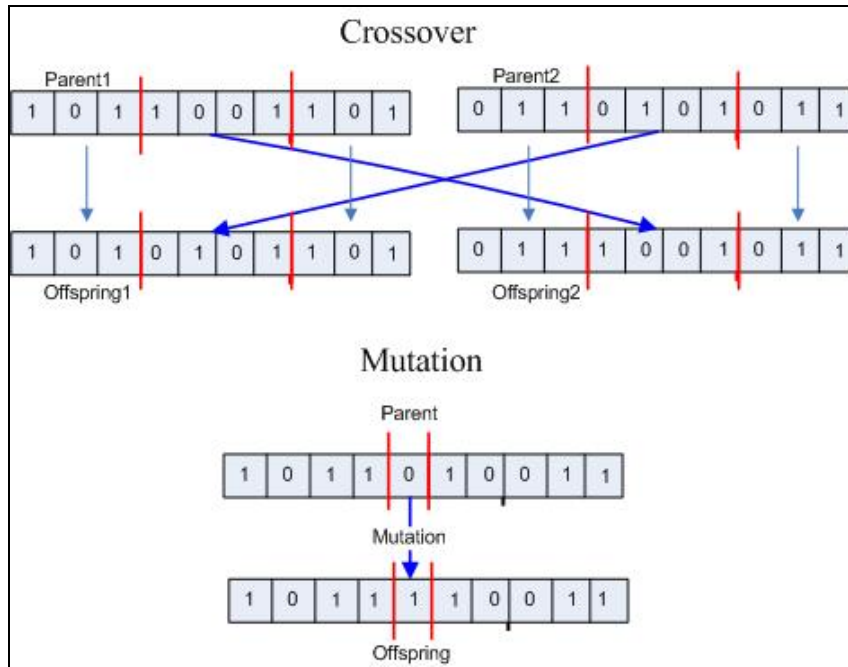 Crossover
Parent1
Parent2
1 0 1 1 0 0 1 1 0 1
0 1 1 0 1 0 1 0 1 1
1 0 1 0 1 0 1 1 0 1
0 1 1 1 0 0 1 0 1 1
Offspring1
Offspring2
Mutation
Parent
1 0 1 1 0 1 0 0 1 1
Mutation
1 0 1 1 1 1 0 0 1 1
Offspring